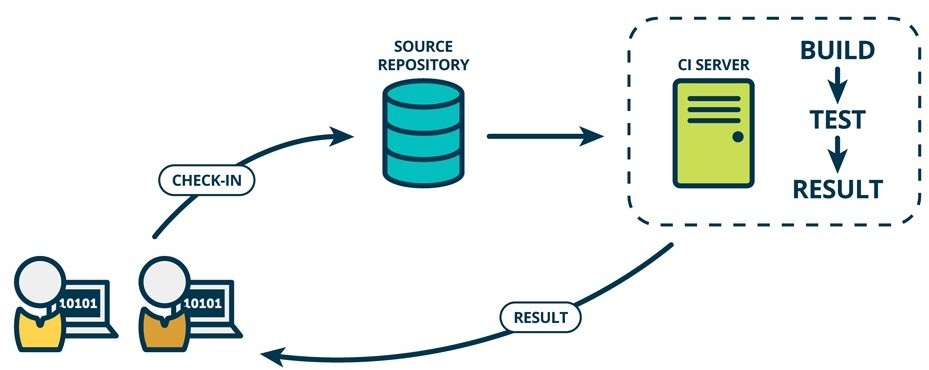 SOURCE
REPOSITORY
CI SERVER
BUILD
TEST
RESULT
CHECK-IN
10101
10101
RESULT